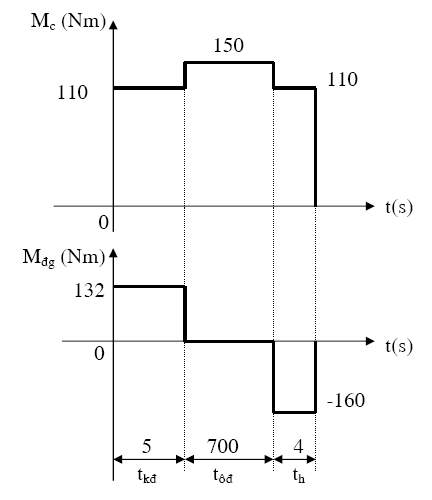 M_c (Nm)
150
110
110
0
t(s)
M_đg (Nm)
132
0
t(s)
-160
5 700 4
t_kđ t_ôđ t_h